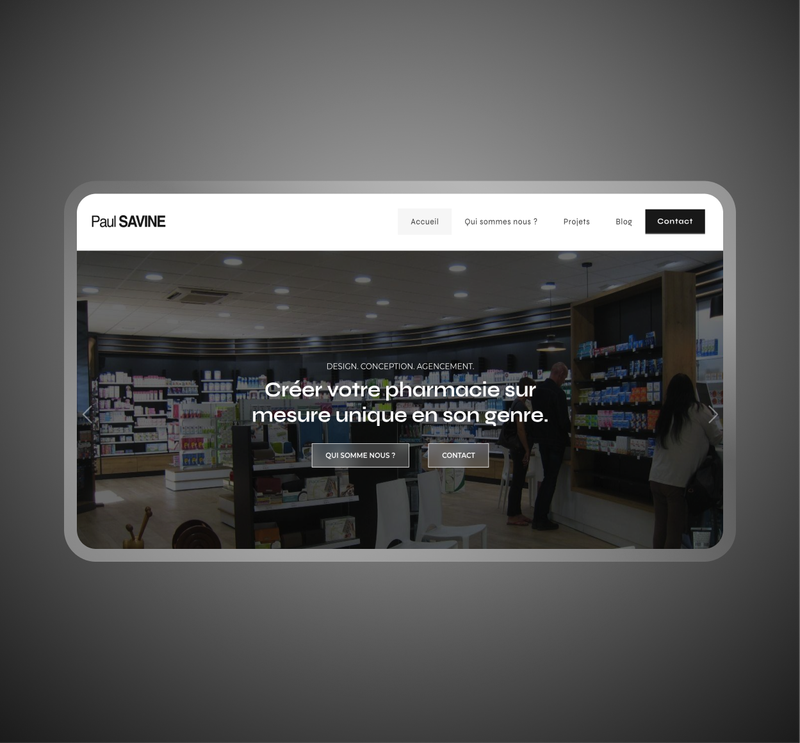 Paul SAVINE
Accueil
Qui sommes nous ?
Projets
Blog
Contact
DESIGN. CONCEPTION. AGENCEMENT.
Créer votre pharmacie sur
mesure unique en son genre.
QUI SOMME NOUS ?
CONTACT